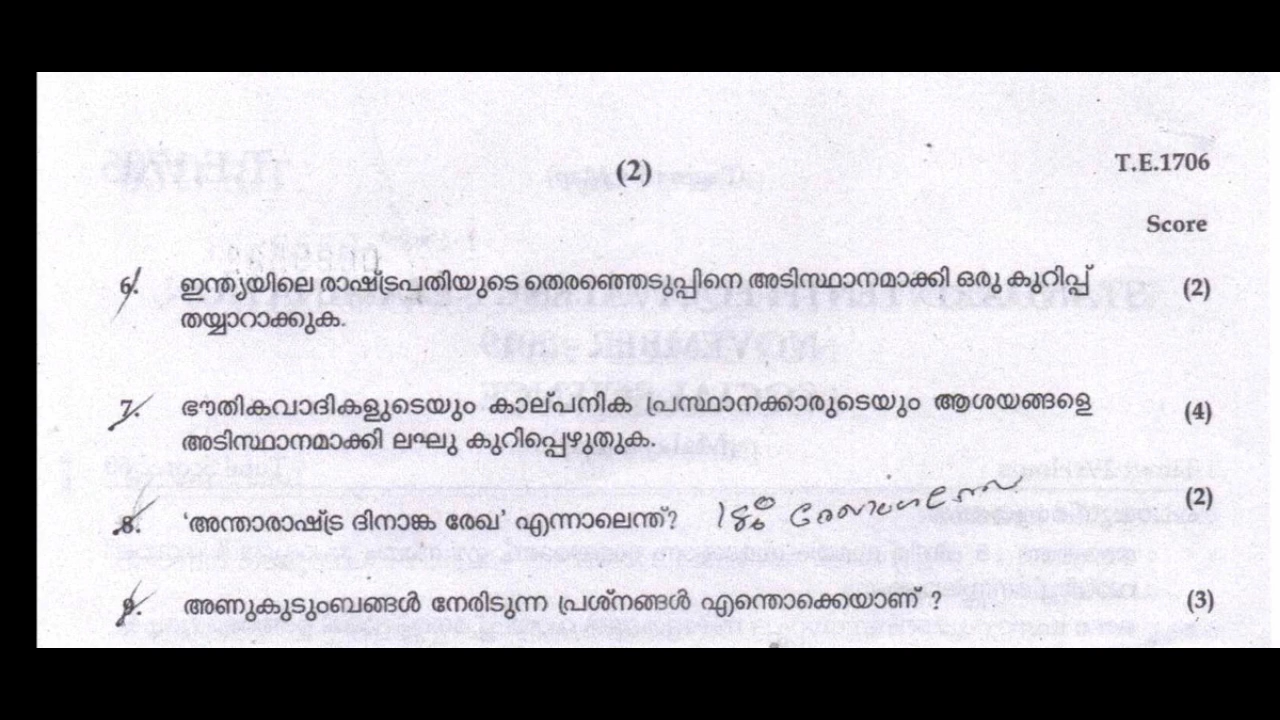 (2)
T.E.1706
Score
6. ഇന്ത്യയിലെ രാഷ്ട്രപതിയുടെ തെരഞ്ഞെടുപ്പിനെ അടിസ്ഥാനമാക്കി ഒരു കുറിപ്പ് (2)
തയ്യാറാക്കുക.
7. ഭൗതികവാദികളുടെയും കാല്പനിക പ്രസ്ഥാനക്കാരുടെയും ആശയങ്ങളെ (4)
അടിസ്ഥാനമാക്കി ലഘു കുറിപ്പെഴുതുക.
8. 'അന്താരാഷ്ട്ര ദിനാങ്ക രേഖ' എന്നാലെന്ത്? (2)
9. അണുകുടുംബങ്ങൾ നേരിടുന്ന പ്രശ്നങ്ങൾ എന്തൊക്കെയാണ് ? (3)